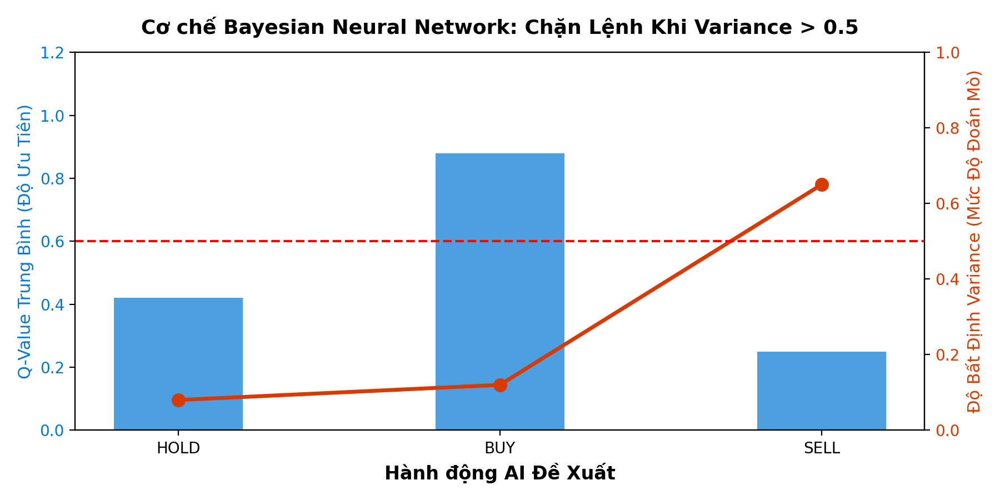 Cơ chế Bayesian Neural Network: Chặn Lệnh Khi Variance > 0.5
Q-Value Trung Bình (Độ Ưu Tiên)
1.2
1.0
0.8
0.6
0.4
0.2
0.0
1.0
0.8
0.6
0.4
0.2
0.0
Độ Bất Định Variance (Mức Độ Đoán Mò)
HOLD
BUY
SELL
Hành động AI Đề Xuất